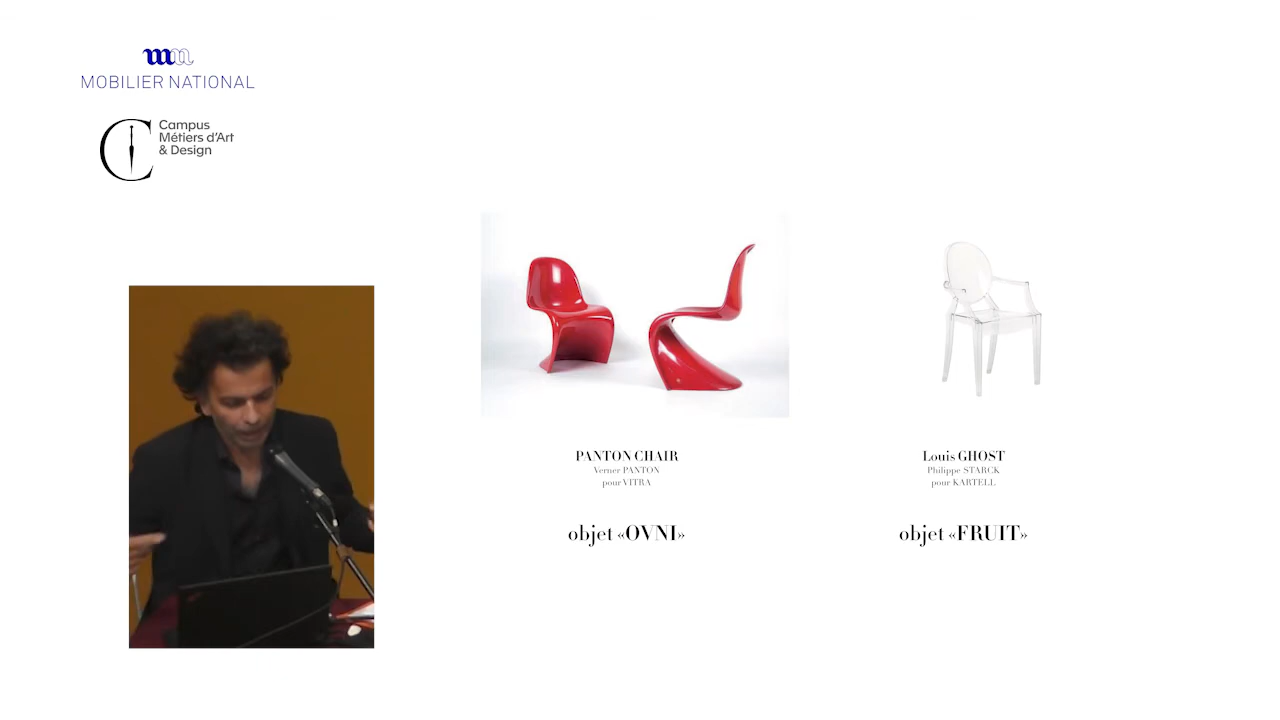 MOBILIER NATIONAL
Campus
Métiers d'Art
& Design
PANTON CHAIR
Verner PANTON
pour VITRA
objet «OVNI»
Louis GHOST
Philippe STARCK
pour KARTELL
objet «FRUIT»